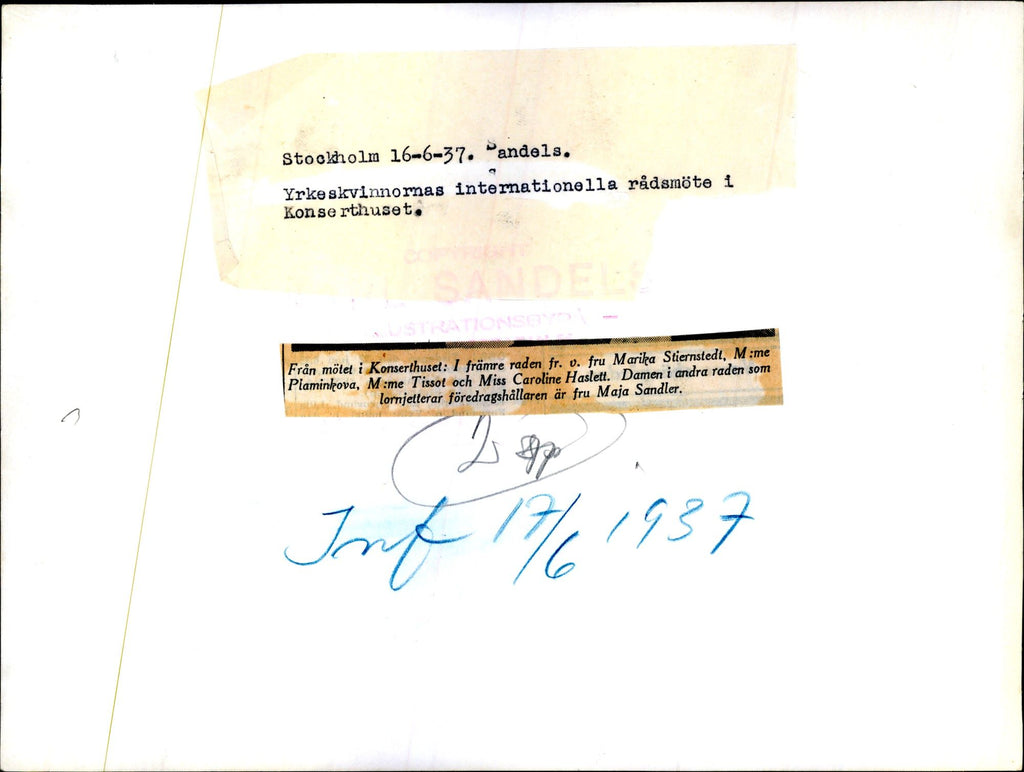 Stockholm 16-6-37. Sandels.
Yrkeskvinnornas internationella rådsmöte i
Konserthuset.
COPYRIGHT
SANDELS
USTRATIONSBYRÅ
Från mötet i Konserthuset: I främre raden fr. v. fru Marika Stiernstedt, M:me
Plaminkova, M:me Tissot och Miss Caroline Haslett. Damen i andra raden som
lornjetterar föredragshållaren är fru Maja Sandler.
Inf 17/6 1937